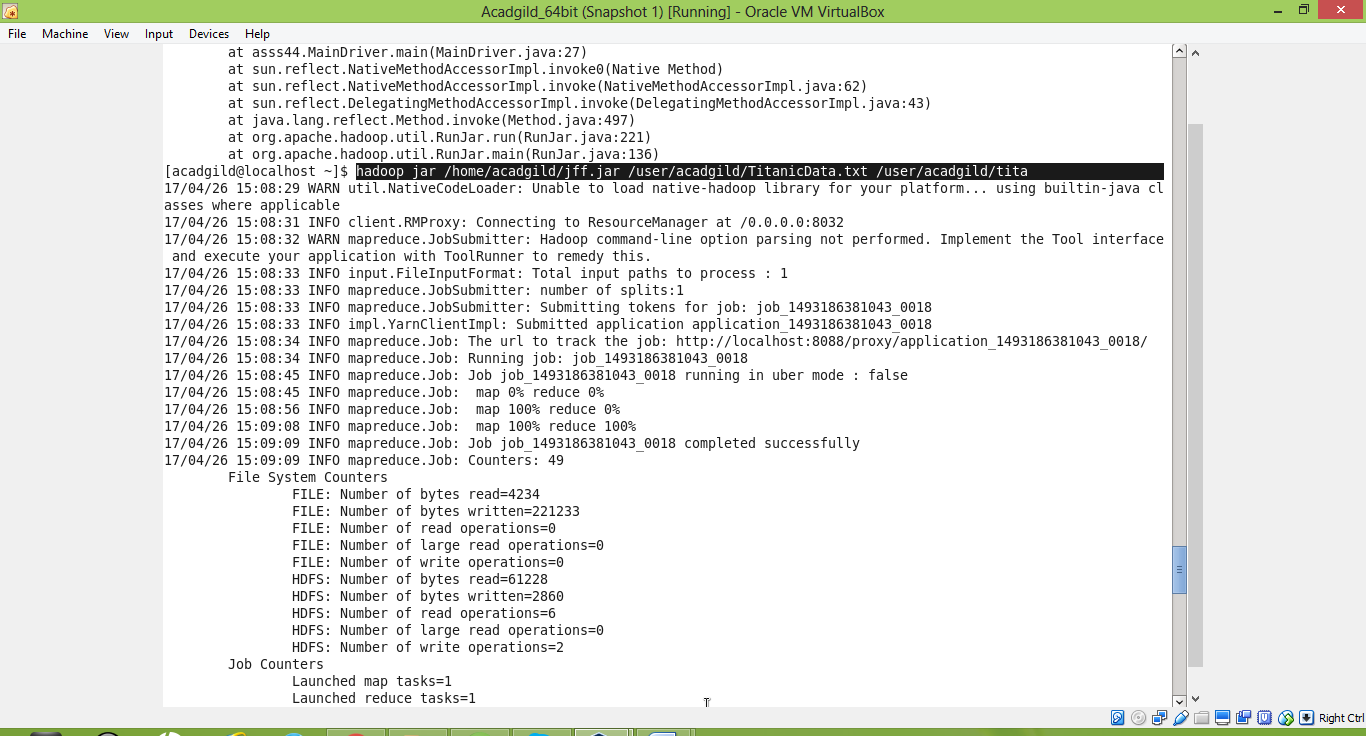 Acadgild_64bit (Snapshot 1) [Running] - Oracle VM VirtualBox
File Machine View Input Devices Help
at asss44.MainDriver.main(MainDriver.java:27)
at sun.reflect.NativeMethodAccessorImpl.invoke0(Native Method)
at sun.reflect.NativeMethodAccessorImpl.invoke(NativeMethodAccessorImpl.java:62)
at sun.reflect.DelegatingMethodAccessorImpl.invoke(DelegatingMethodAccessorImpl.java:43)
at java.lang.reflect.Method.invoke(Method.java:497)
at org.apache.hadoop.util.RunJar.run(RunJar.java:221)
at org.apache.hadoop.util.RunJar.main(RunJar.java:136)
[acadgild@localhost ~]$ hadoop jar /home/acadgild/jff.jar /user/acadgild/TitanicData.txt /user/acadgild/tita
17/04/26 15:08:29 WARN util.NativeCodeLoader: Unable to load native-hadoop library for your platform... using builtin-java cl
asses where applicable
17/04/26 15:08:31 INFO client.RMProxy: Connecting to ResourceManager at /0.0.0.0:8032
17/04/26 15:08:32 WARN mapreduce.JobSubmitter: Hadoop command-line option parsing not performed. Implement the Tool interface
and execute your application with ToolRunner to remedy this.
17/04/26 15:08:33 INFO input.FileInputFormat: Total input paths to process : 1
17/04/26 15:08:33 INFO mapreduce.JobSubmitter: number of splits:1
17/04/26 15:08:33 INFO mapreduce.JobSubmitter: Submitting tokens for job: job_1493186381043_0018
17/04/26 15:08:33 INFO impl.YarnClientImpl: Submitted application application_1493186381043_0018
17/04/26 15:08:34 INFO mapreduce.Job: The url to track the job: http://localhost:8088/proxy/application_1493186381043_0018/
17/04/26 15:08:34 INFO mapreduce.Job: Running job: job_1493186381043_0018
17/04/26 15:08:45 INFO mapreduce.Job: Job job_1493186381043_0018 running in uber mode : false
17/04/26 15:08:45 INFO mapreduce.Job:  map 0% reduce 0%
17/04/26 15:08:56 INFO mapreduce.Job:  map 100% reduce 0%
17/04/26 15:09:08 INFO mapreduce.Job:  map 100% reduce 100%
17/04/26 15:09:09 INFO mapreduce.Job: Job job_1493186381043_0018 completed successfully
17/04/26 15:09:09 INFO mapreduce.Job: Counters: 49
File System Counters
FILE: Number of bytes read=4234
FILE: Number of bytes written=221233
FILE: Number of read operations=0
FILE: Number of large read operations=0
FILE: Number of write operations=0
HDFS: Number of bytes read=61228
HDFS: Number of bytes written=2860
HDFS: Number of read operations=6
HDFS: Number of large read operations=0
HDFS: Number of write operations=2
Job Counters
Launched map tasks=1
Launched reduce tasks=1
Right Ctrl